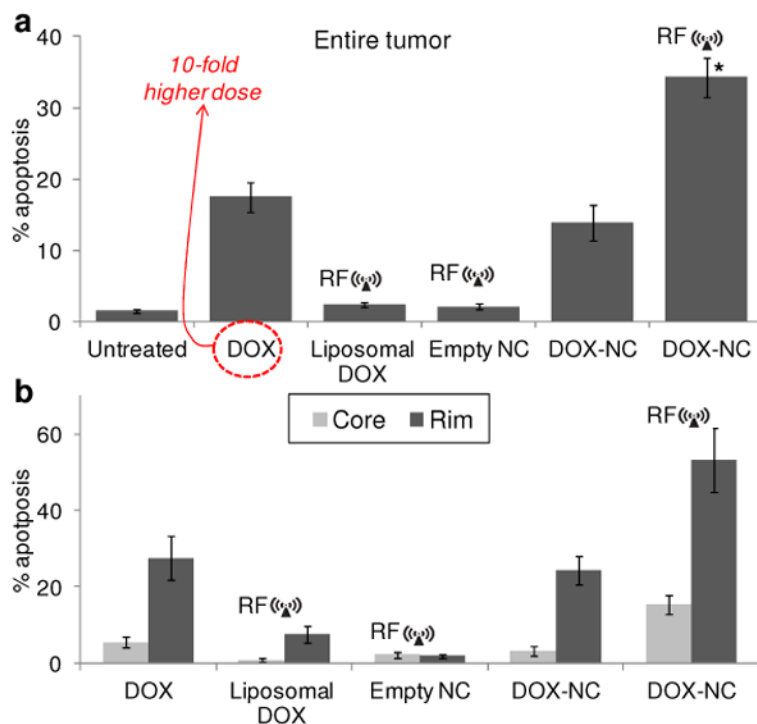 a
Entire tumor
10-fold
higher dose
RF
*
40
30
20
10
0
% apoptosis
RF
RF
Untreated
DOX
Liposomal
DOX
Empty NC
DOX-NC
DOX-NC
b
Core
Rim
RF
60
40
20
0
% apotposis
RF
RF
DOX
Liposomal
DOX
Empty NC
DOX-NC
DOX-NC